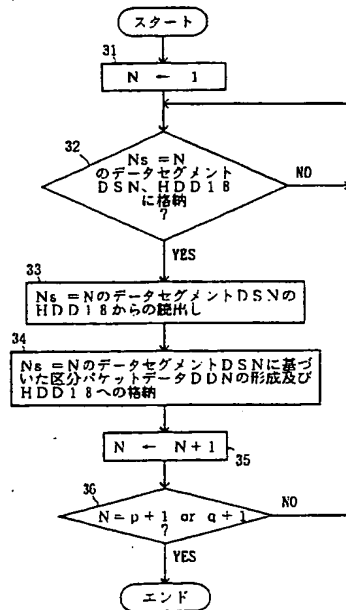 スタート
31
N ← 1
32
Ns = N
のデータセグメント
DSN、HDD18
に格納
?
NO
YES
33
Ns = NのデータセグメントDSNの
HDD18からの読出し
34
Ns = NのデータセグメントDSNに基づ
いた区分パケットデータDDNの形成及び
HDD18への格納
N ← N+1
35
36
N = p+1 or q+1
?
NO
YES
エンド